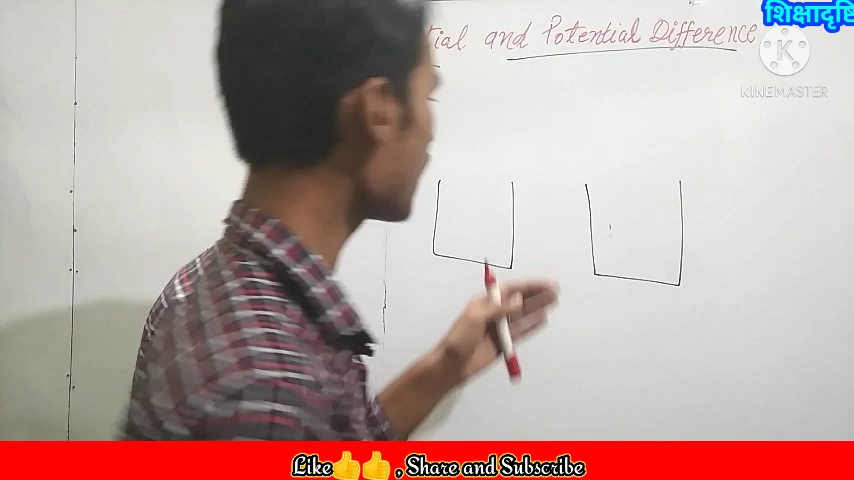 शिक्षादृष्टि
tial and Potential Difference
KINEMASTER
Like👍👍 , Share and Subscribe